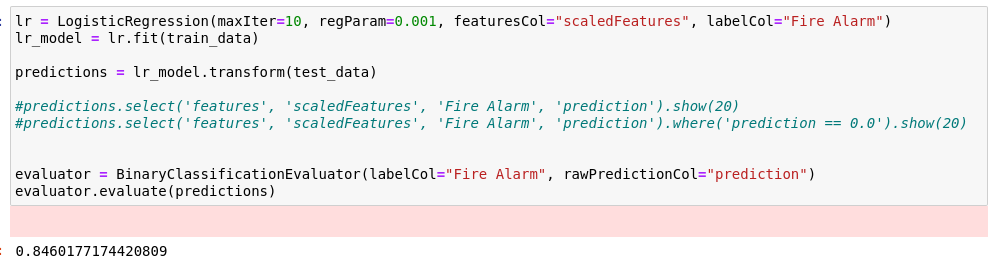 lr = LogisticRegression(maxIter=10, regParam=0.001, featuresCol="scaledFeatures", labelCol="Fire Alarm")
lr_model = lr.fit(train_data)
predictions = lr_model.transform(test_data)
#predictions.select('features', 'scaledFeatures', 'Fire Alarm', 'prediction').show(20)
#predictions.select('features', 'scaledFeatures', 'Fire Alarm', 'prediction').where('prediction == 0.0').show(20)
evaluator = BinaryClassificationEvaluator(labelCol="Fire Alarm", rawPredictionCol="prediction")
evaluator.evaluate(predictions)
0.8460177174420809